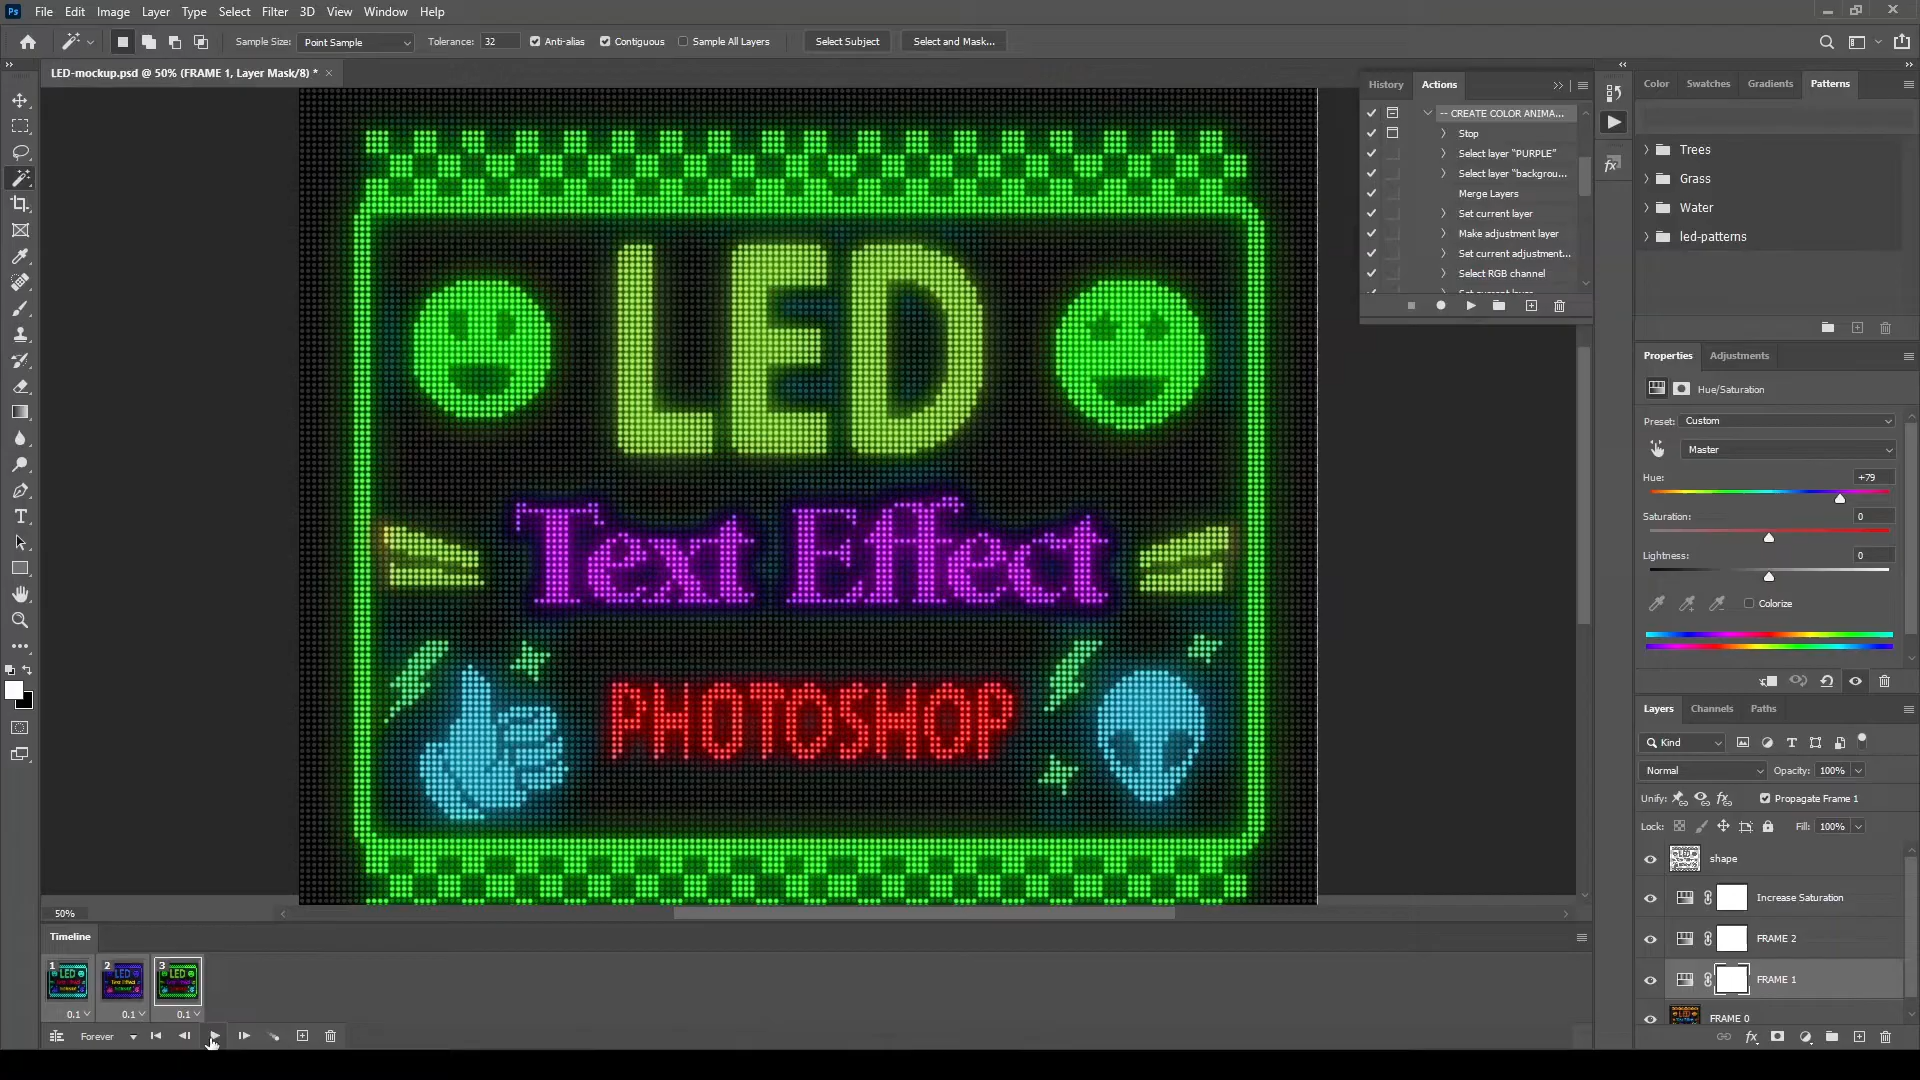 Ps File Edit Image Layer Type Select Filter 3D View Window Help
Sample Size: Point Sample Tolerance: 32 Anti-alias Contiguous Sample All Layers Select Subject Select and Mask...
LED-mockup.psd @ 50% (FRAME 1, Layer Mask/8) * ×
LED
Text Effect
PHOTOSHOP
History Actions
-- CREATE COLOR ANIMA...
Stop
Select layer "PURPLE"
Select layer "backgrou...
Merge Layers
Set current layer
Make adjustment layer
Set current adjustment...
Select RGB channel
Color Swatches Gradients Patterns
Trees
Grass
Water
led-patterns
Properties Adjustments
Hue/Saturation
Preset: Custom
Master
Hue: +79
Saturation: 0
Lightness: 0
Colorize
Layers Channels Paths
Kind
Normal Opacity: 100%
Unify: Propagate Frame 1
Lock: Fill: 100%
shape
Increase Saturation
FRAME 2
FRAME 1
FRAME 0
50%
Timeline
1 2 3
LED LED LED
0.1 0.1 0.1
Forever